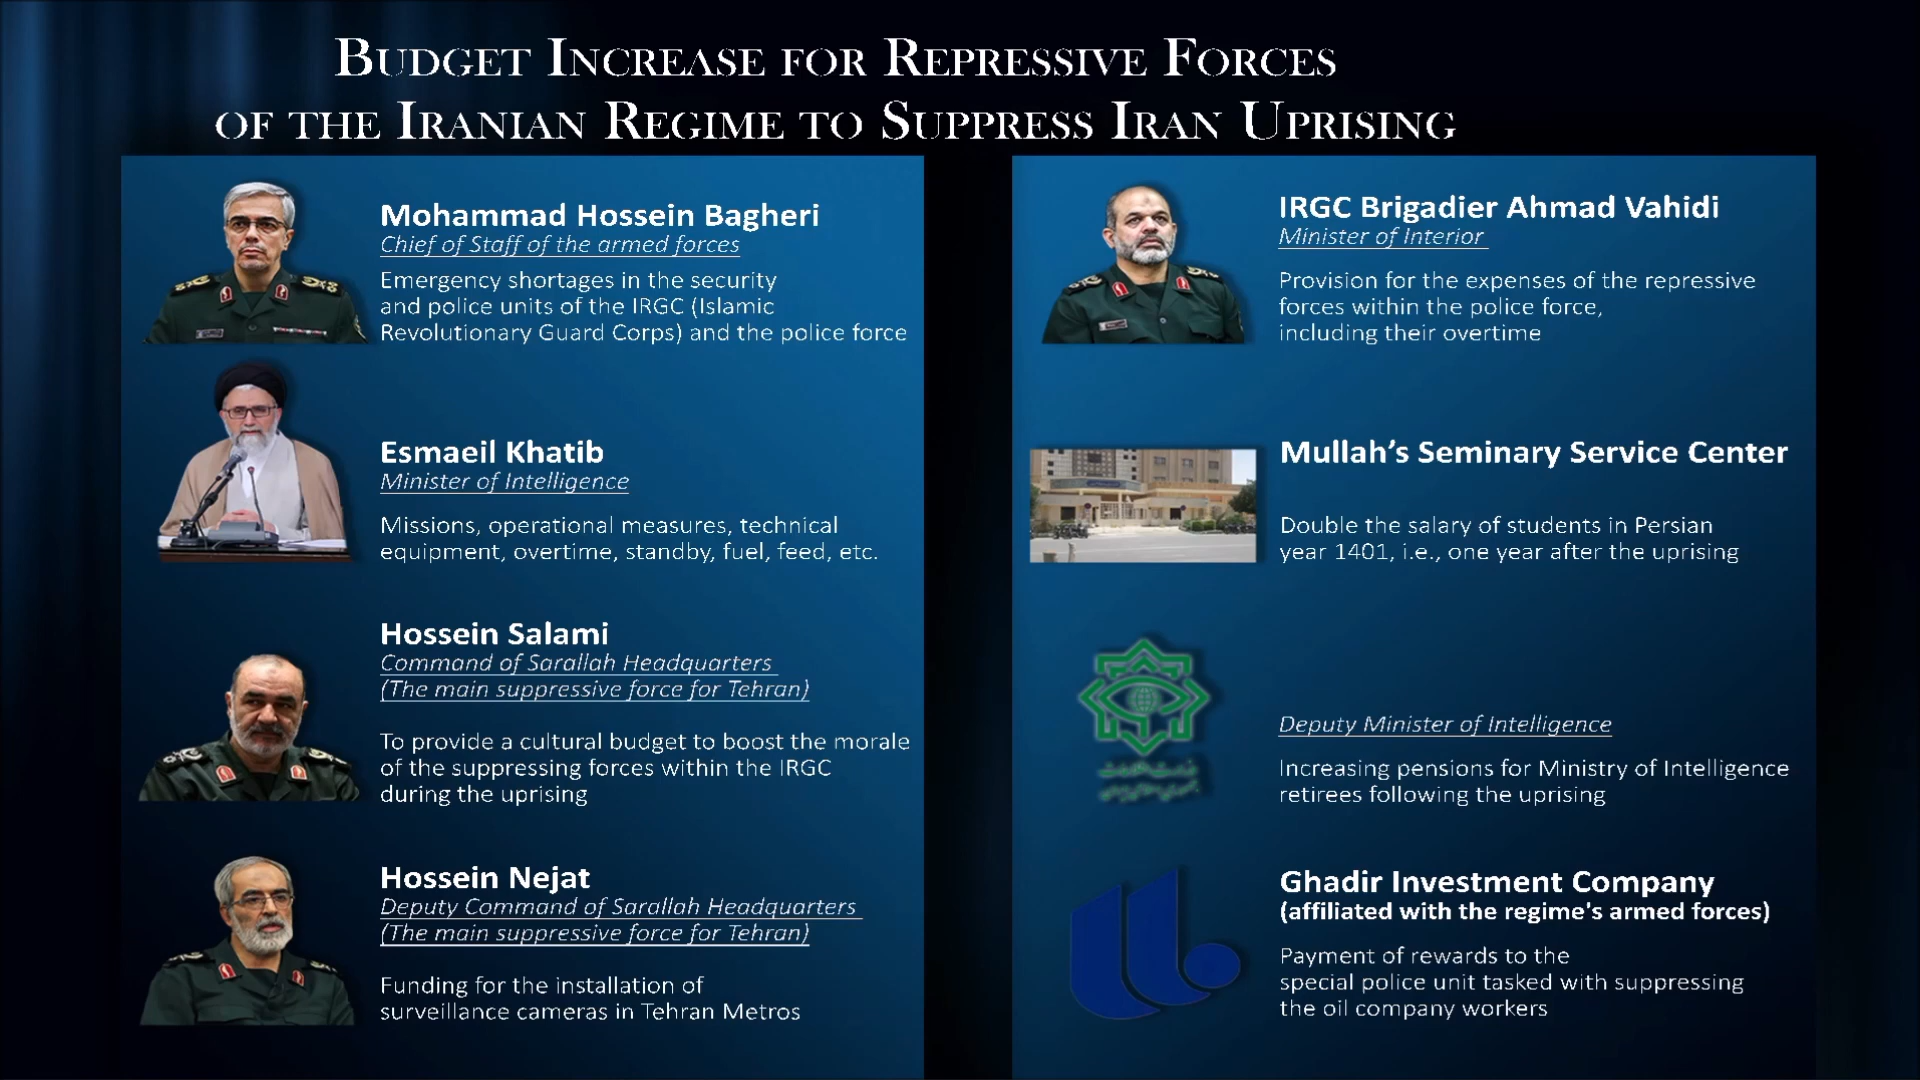 Budget Increase for Repressive Forces
of the Iranian Regime to Suppress Iran Uprising
Mohammad Hossein Bagheri
Chief of Staff of the armed forces
Emergency shortages in the security
and police units of the IRGC (Islamic
Revolutionary Guard Corps) and the police force
Esmaeil Khatib
Minister of Intelligence
Missions, operational measures, technical
equipment, overtime, standby, fuel, feed, etc.
Hossein Salami
Command of Sarallah Headquarters
(The main suppressive force for Tehran)
To provide a cultural budget to boost the morale
of the suppressing forces within the IRGC
during the uprising
Hossein Nejat
Deputy Command of Sarallah Headquarters
(The main suppressive force for Tehran)
Funding for the installation of
surveillance cameras in Tehran Metros
IRGC Brigadier Ahmad Vahidi
Minister of Interior
Provision for the expenses of the repressive
forces within the police force,
including their overtime
Mullah’s Seminary Service Center
Double the salary of students in Persian
year 1401, i.e., one year after the uprising
Deputy Minister of Intelligence
Increasing pensions for Ministry of Intelligence
retirees following the uprising
Ghadir Investment Company
(affiliated with the regime's armed forces)
Payment of rewards to the
special police unit tasked with suppressing
the oil company workers